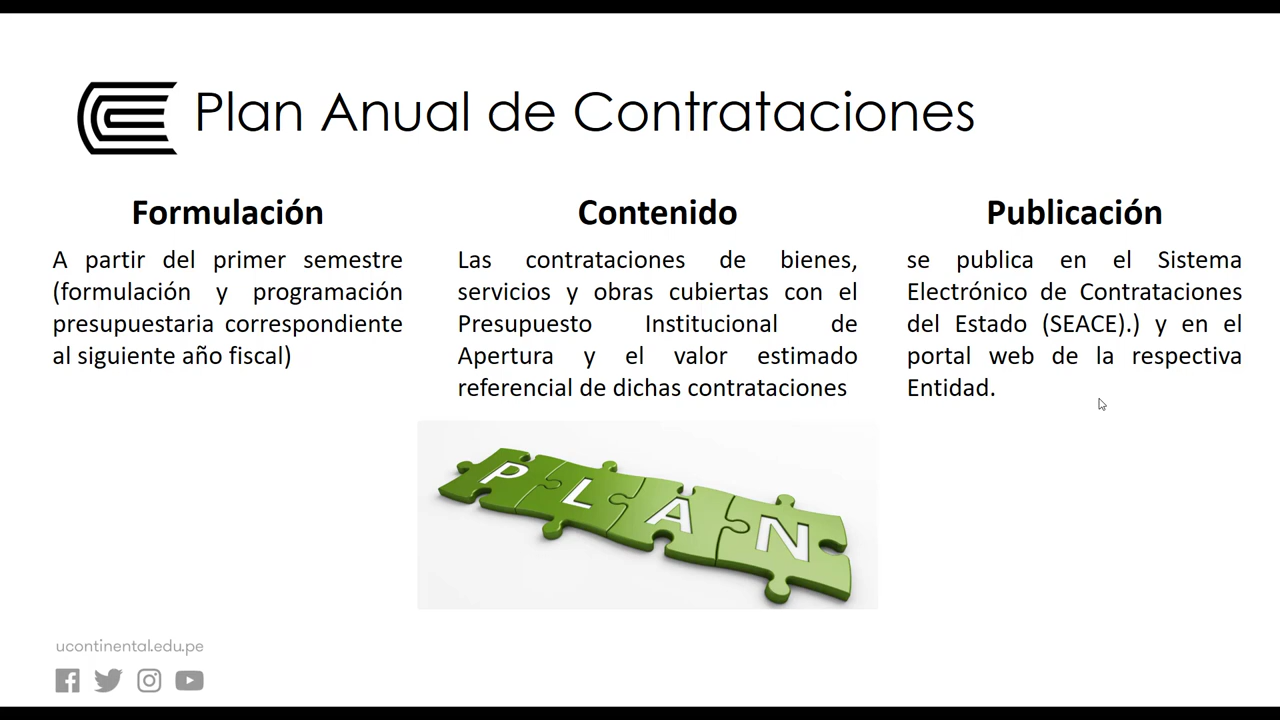 Plan Anual de Contrataciones
Formulación
A partir del primer semestre
(formulación y programación
presupuestaria correspondiente
al siguiente año fiscal)
Contenido
Las contrataciones de bienes,
servicios y obras cubiertas con el
Presupuesto Institucional de
Apertura y el valor estimado
referencial de dichas contrataciones
Publicación
se publica en el Sistema
Electrónico de Contrataciones
del Estado (SEACE).) y en el
portal web de la respectiva
Entidad.
PLAN
ucontinental.edu.pe